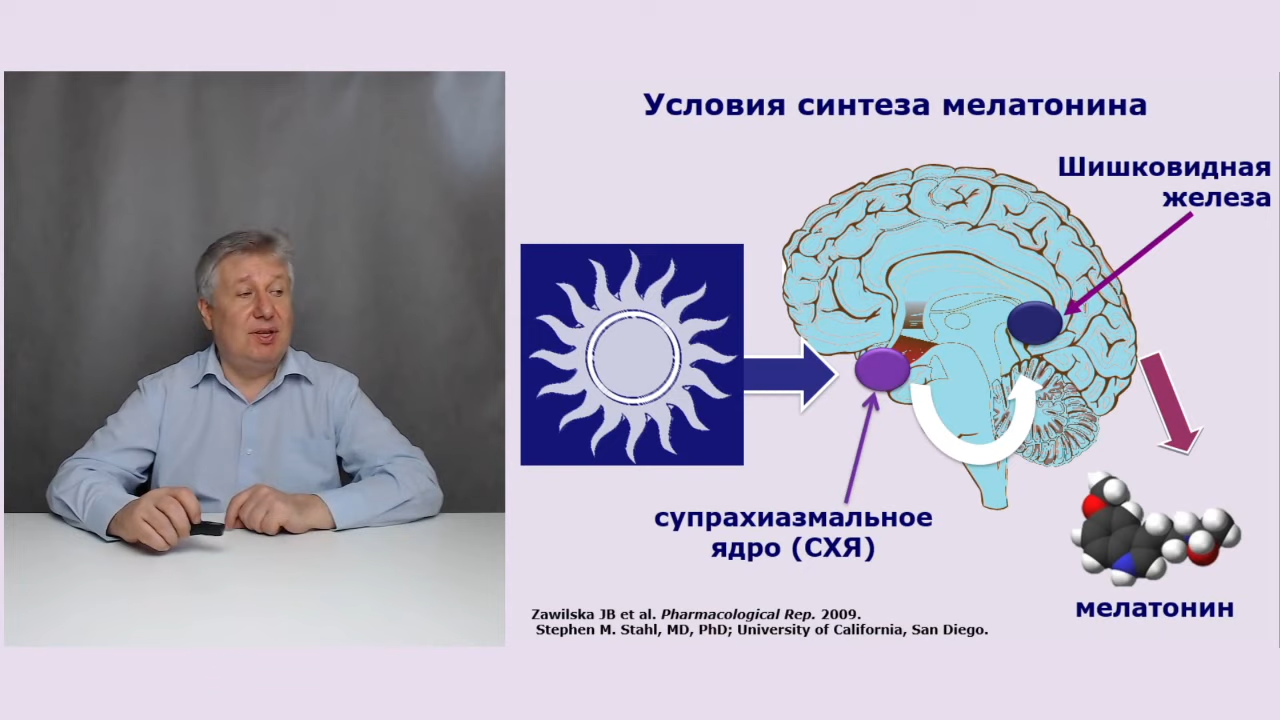 Условия синтеза мелатонина
Шишковидная
железа
супрахиазмальное
ядро (СХЯ)
мелатонин
Zawilska JB et al. Pharmacological Rep. 2009.
Stephen M. Stahl, MD, PhD; University of California, San Diego.